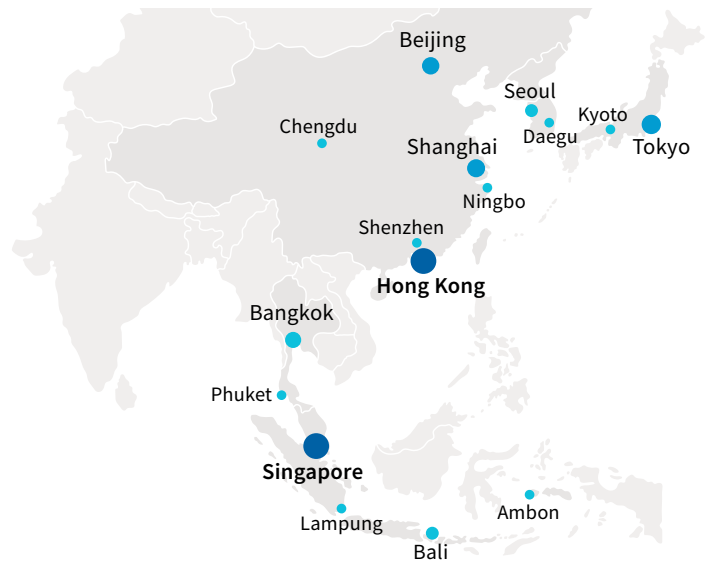 Beijing
Seoul
Kyoto
Chengdu
Daegu
Shanghai
Tokyo
Ningbo
Shenzhen
Hong Kong
Bangkok
Phuket
Singapore
Ambon
Lampung
Bali